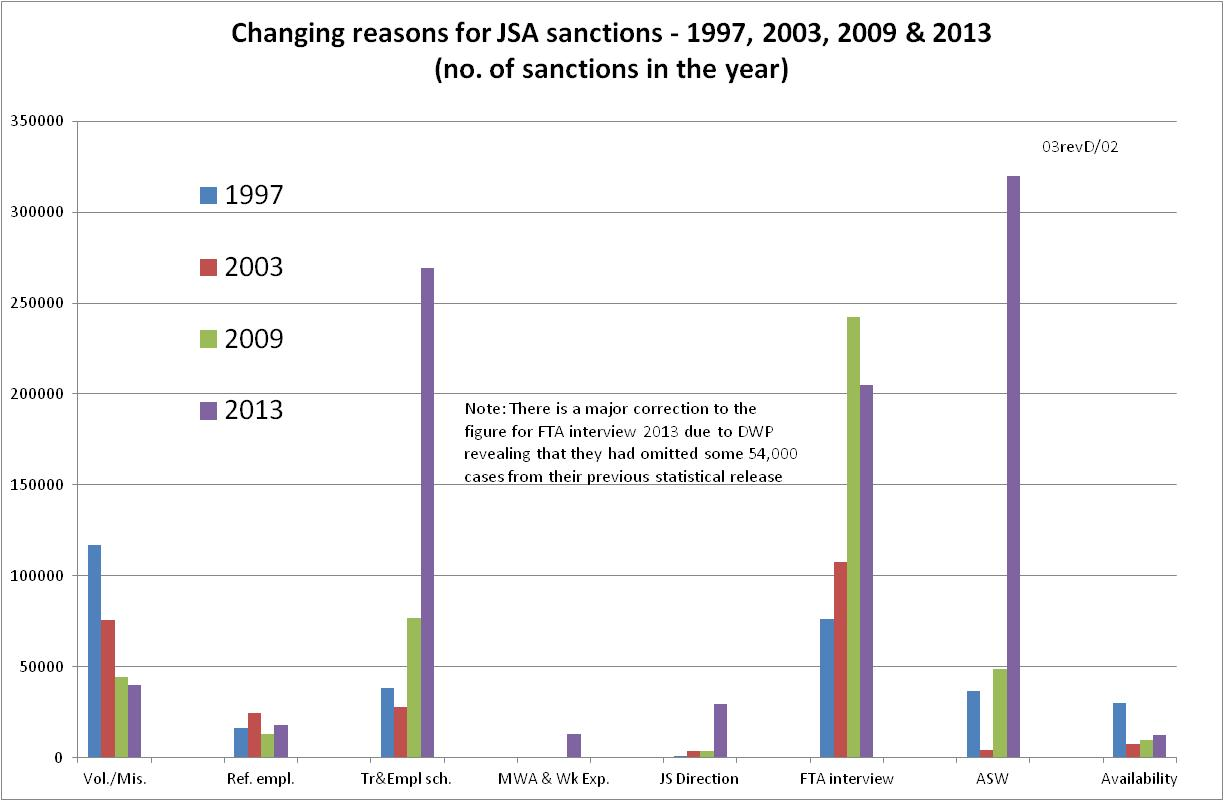 Changing reasons for JSA sanctions - 1997, 2003, 2009 & 2013
(no. of sanctions in the year)
350000
03revD/02
1997
300000
2003
250000
2009
200000
2013
Note: There is a major correction to the
figure for FTA interview 2013 due to DWP
revealing that they had omitted some 54,000
cases from their previous statistical release
150000
100000
50000
0
Vol./Mis.
Ref. empl.
Tr&Empl sch.
MWA & Wk Exp.
JS Direction
FTA interview
ASW
Availability